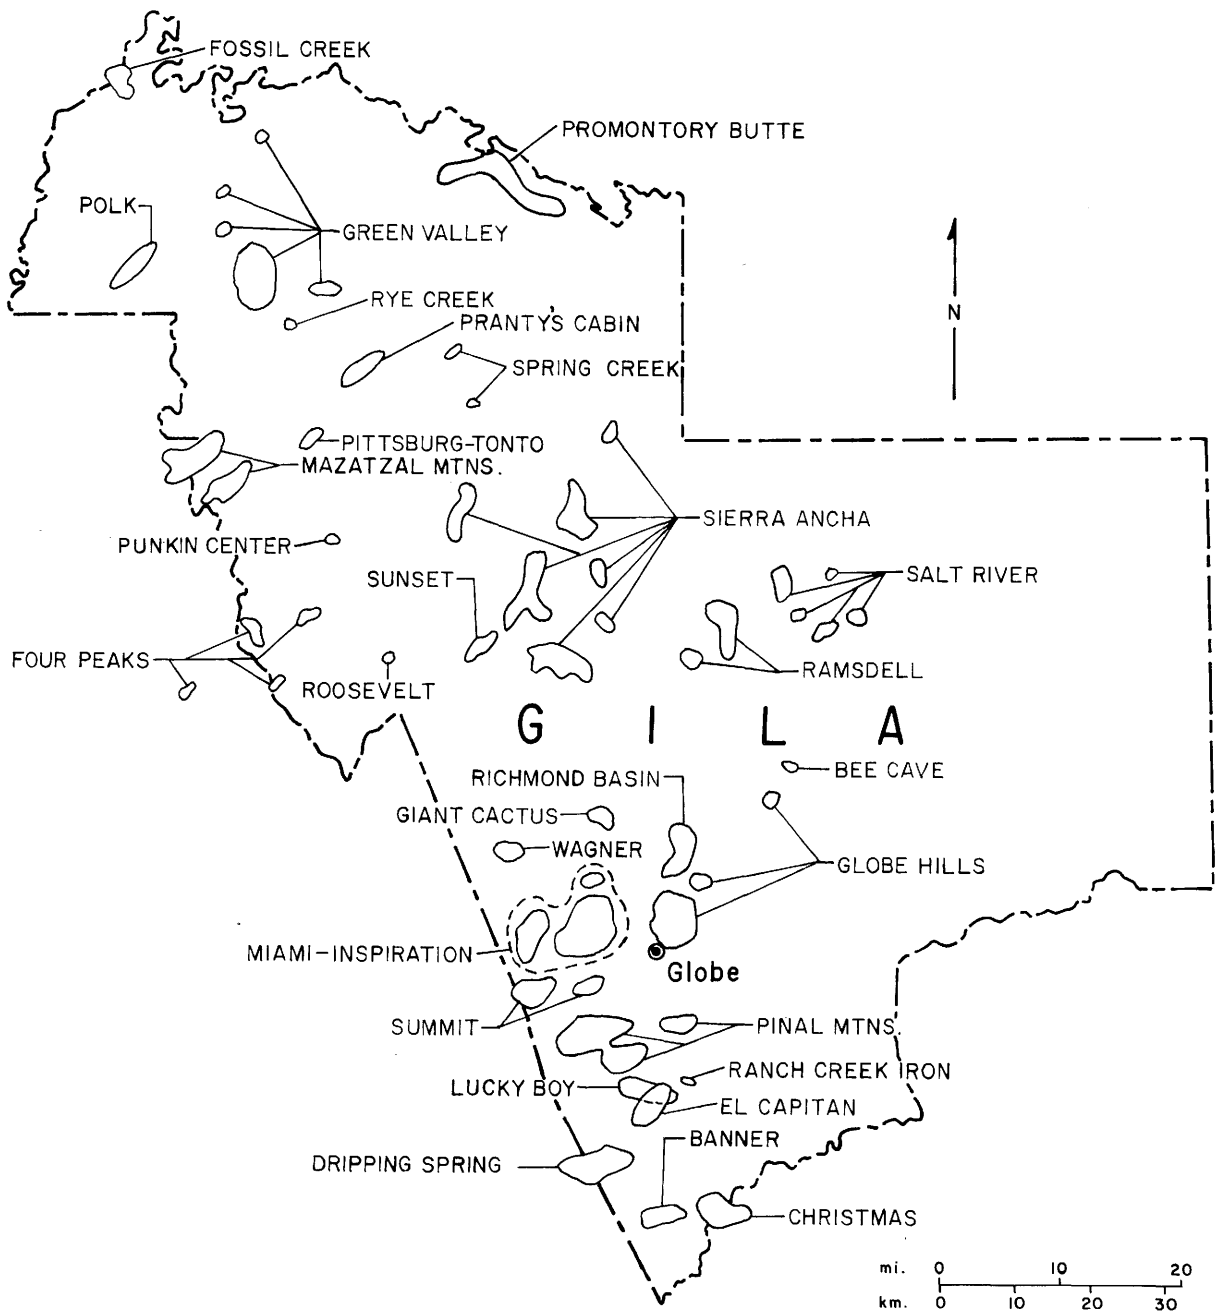 FOSSIL CREEK
PROMONTORY BUTTE
POLK
GREEN VALLEY
RYE CREEK
PRANTY'S CABIN
N
SPRING CREEK
PITTSBURG-TONTO
MAZATZAL MTNS.
SIERRA ANCHA
PUNKIN CENTER
SUNSET
SALT RIVER
FOUR PEAKS
RAMSDELL
ROOSEVELT
G I L A
BEE CAVE
RICHMOND BASIN
GIANT CACTUS
WAGNER
GLOBE HILLS
MIAMI-INSPIRATION
Globe
SUMMIT
PINAL MTNS.
RANCH CREEK IRON
LUCKY BOY
EL CAPITAN
BANNER
DRIPPING SPRING
CHRISTMAS
mi. 0 10 20
km. 0 10 20 30